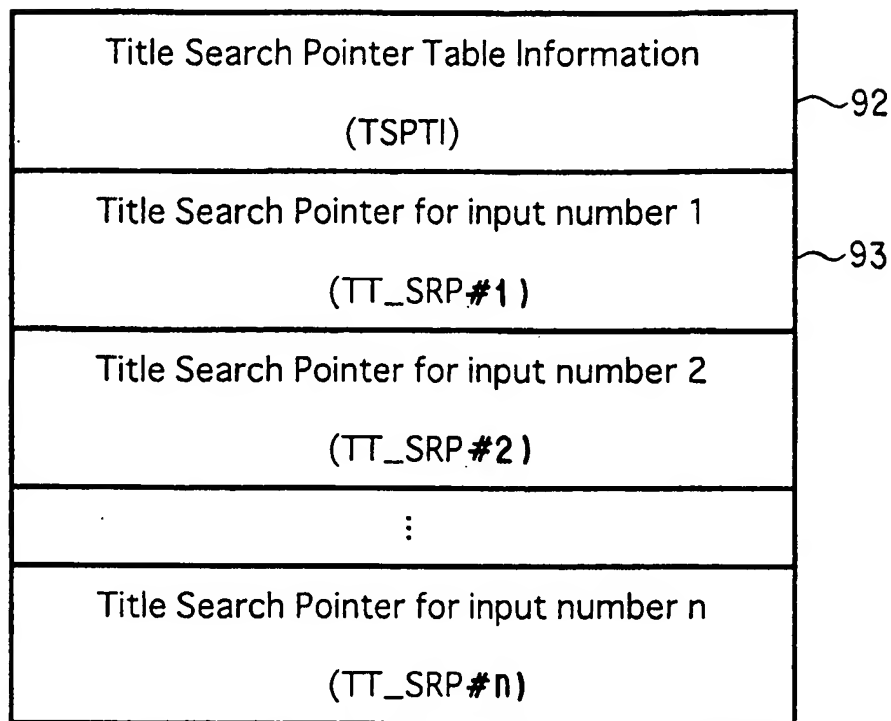 Title Search Pointer Table Information
(TSPTI)
92
Title Search Pointer for input number 1
(TT_SRP#1)
93
Title Search Pointer for input number 2
(TT_SRP#2)
⋮
Title Search Pointer for input number n
(TT_SRP#n)